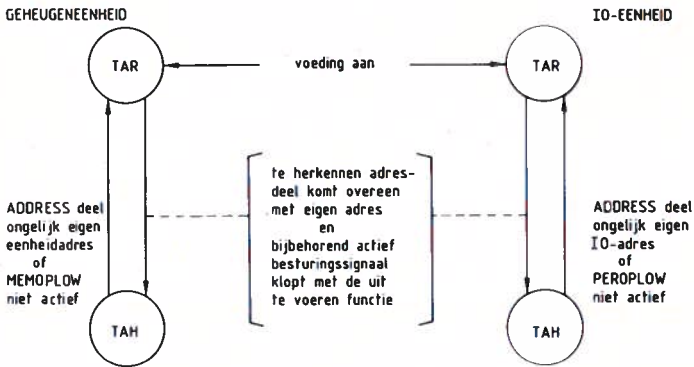 GEHEUGENEENHEID
IO-EENHEID
TAR
voeding aan
TAR
te herkennen adres-
deel komt overeen
met eigen adres
en
bijbehorend actief
besturingssignaal
klopt met de uit
te voeren functie
ADDRESS deel
ongelijk eigen
eenheidadres
of
MEMOPLOW
niet actief
ADDRESS deel
ongelijk eigen
IO-adres
of
PEROPLOW
niet actief
TAH
TAH